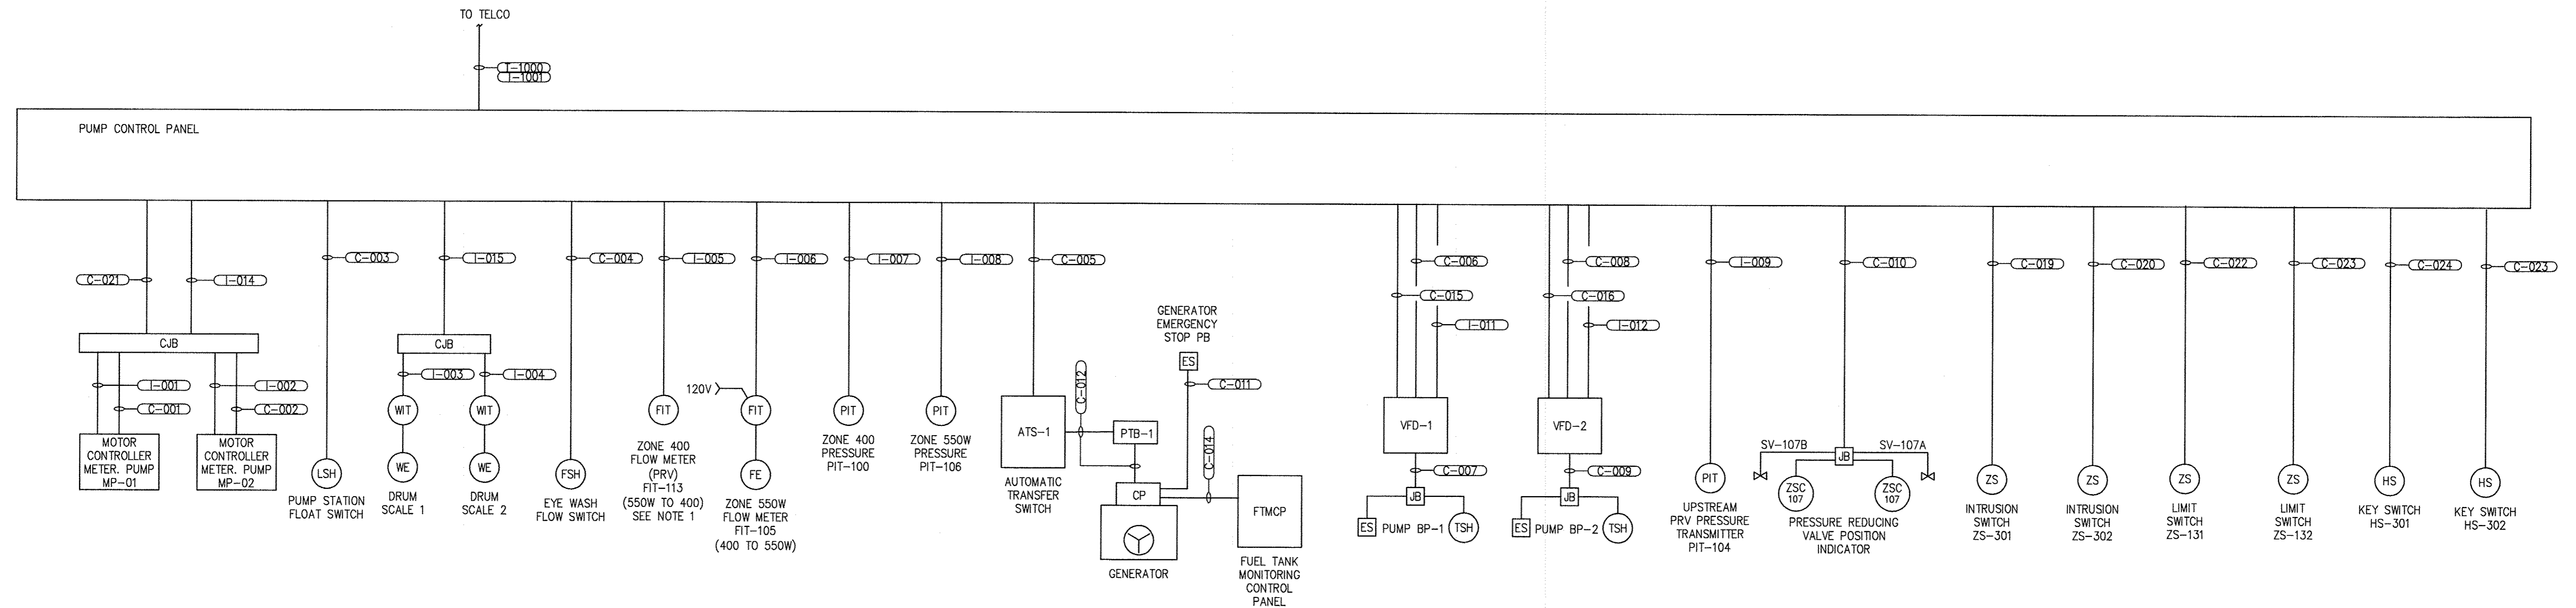 TO TELCO
T-1000
I-1001
PUMP CONTROL PANEL
C-021
I-014
C-003
I-015
C-004
I-005
I-006
I-007
I-008
C-005
C-006
C-015
I-011
C-008
C-016
I-012
I-009
C-010
C-019
C-020
C-022
C-023
C-024
C-023
CJB
I-001
C-001
I-002
C-002
MOTOR
CONTROLLER
METER. PUMP
MP-01
MOTOR
CONTROLLER
METER. PUMP
MP-02
LSH
PUMP STATION
FLOAT SWITCH
CJB
I-003
I-004
WIT
WIT
WE
WE
DRUM
SCALE 1
DRUM
SCALE 2
FSH
EYE WASH
FLOW SWITCH
FIT
ZONE 400
FLOW METER
(PRV)
FIT-113
(550W TO 400)
SEE NOTE 1
120V
FIT
FE
ZONE 550W
FLOW METER
FIT-105
(400 TO 550W)
PIT
ZONE 400
PRESSURE
PIT-100
PIT
ZONE 550W
PRESSURE
PIT-106
ATS-1
AUTOMATIC
TRANSFER
SWITCH
C-012
PTB-1
GENERATOR
EMERGENCY
STOP PB
ES
C-011
C-014
CP
GENERATOR
FTMCP
FUEL TANK
MONITORING
CONTROL
PANEL
VFD-1
C-007
JB
ES
PUMP BP-1
TSH
VFD-2
C-009
JB
ES
PUMP BP-2
TSH
PIT
UPSTREAM
PRV PRESSURE
TRANSMITTER
PIT-104
SV-107B
SV-107A
JB
ZSC
107
ZSC
107
PRESSURE REDUCING
VALVE POSITION
INDICATOR
ZS
INTRUSION
SWITCH
ZS-301
ZS
INTRUSION
SWITCH
ZS-302
ZS
LIMIT
SWITCH
ZS-131
ZS
LIMIT
SWITCH
ZS-132
HS
KEY SWITCH
HS-301
HS
KEY SWITCH
HS-302